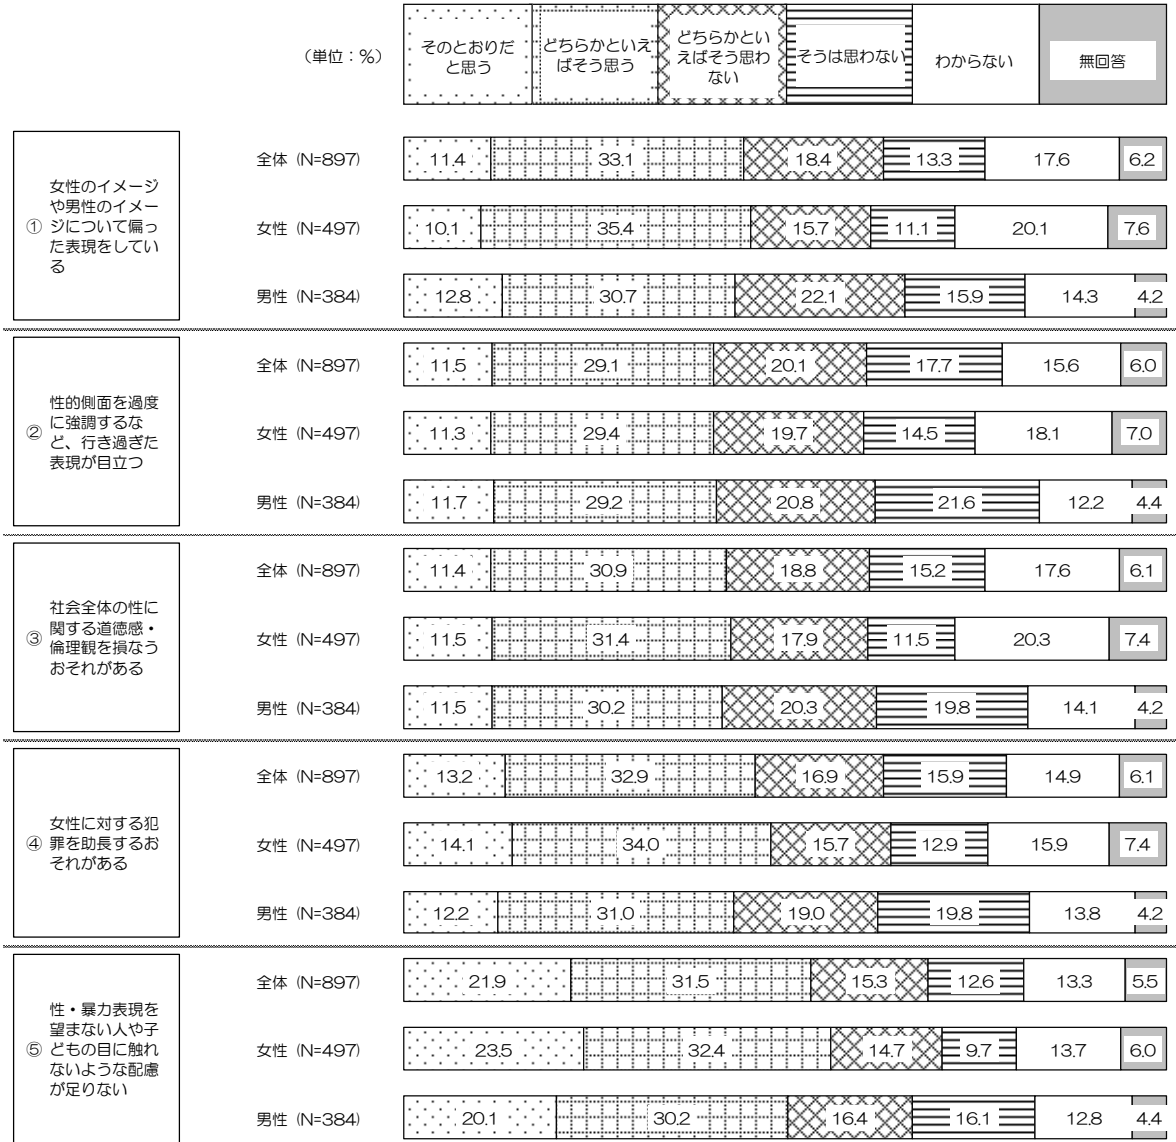 (単位:%)
そのとおりだ
と思う
どちらかといえ
ばそう思う
どちらかとい
えばそう思わ
ない
そうは思わない
わからない
無回答
女性のイメージ
や男性のイメー
① ジについて偏っ
た表現をしてい
る
全体 (N=897) 11.4 33.1 18.4 13.3 17.6 6.2
女性 (N=497) 10.1 35.4 15.7 11.1 20.1 7.6
男性 (N=384) 12.8 30.7 22.1 15.9 14.3 4.2
性的側面を過度
に強調するな
② ど、行き過ぎた
表現が目立つ
全体 (N=897) 11.5 29.1 20.1 17.7 15.6 6.0
女性 (N=497) 11.3 29.4 19.7 14.5 18.1 7.0
男性 (N=384) 11.7 29.2 20.8 21.6 12.2 4.4
社会全体の性に
③ 関する道徳感・
倫理観を損なう
おそれがある
全体 (N=897) 11.4 30.9 18.8 15.2 17.6 6.1
女性 (N=497) 11.5 31.4 17.9 11.5 20.3 7.4
男性 (N=384) 11.5 30.2 20.3 19.8 14.1 4.2
女性に対する犯
④ 罪を助長するお
それがある
全体 (N=897) 13.2 32.9 16.9 15.9 14.9 6.1
女性 (N=497) 14.1 34.0 15.7 12.9 15.9 7.4
男性 (N=384) 12.2 31.0 19.0 19.8 13.8 4.2
性・暴力表現を
望まない人や子
⑤ どもの目に触れ
ないような配慮
が足りない
全体 (N=897) 21.9 31.5 15.3 12.6 13.3 5.5
女性 (N=497) 23.5 32.4 14.7 9.7 13.7 6.0
男性 (N=384) 20.1 30.2 16.4 16.1 12.8 4.4